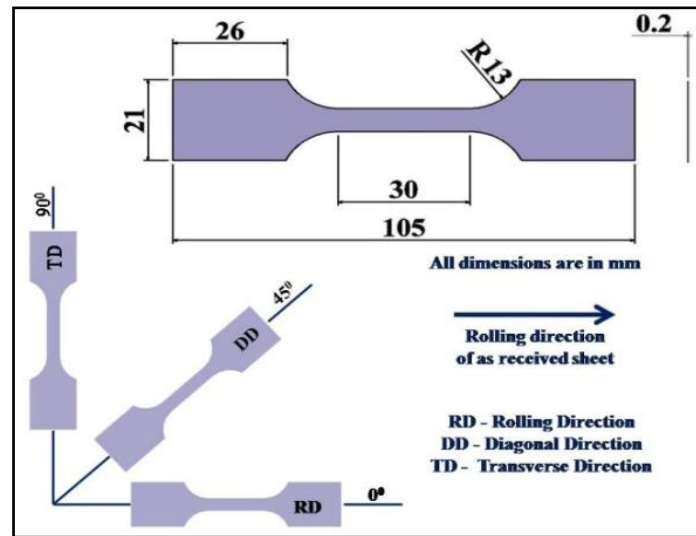 26
0.2
R13
21
30
105
90⁰
TD
45⁰
DD
All dimensions are in mm
Rolling direction
of as received sheet
RD - Rolling Direction
DD - Diagonal Direction
TD - Transverse Direction
RD
0⁰